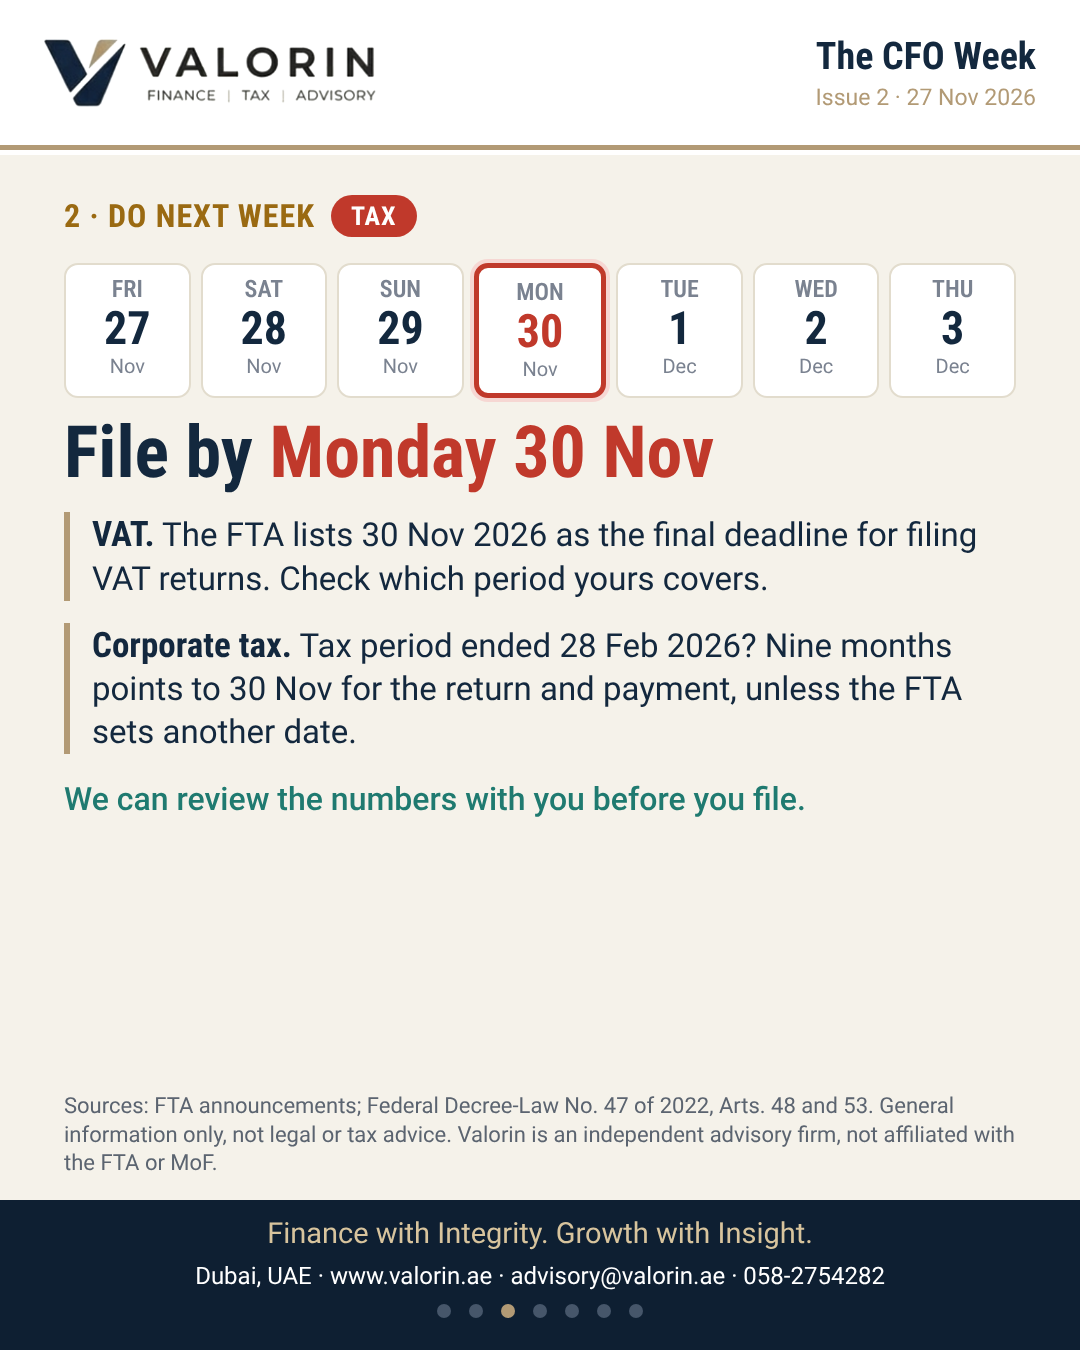 VALORIN
FINANCE | TAX | ADVISORY
The CFO Week
Issue 2 · 27 Nov 2026
2 · DO NEXT WEEK TAX
FRI SAT SUN MON TUE WED THU
27 28 29 30 1 2 3
Nov Nov Nov Nov Dec Dec Dec
File by Monday 30 Nov
VAT. The FTA lists 30 Nov 2026 as the final deadline for filing
VAT returns. Check which period yours covers.
Corporate tax. Tax period ended 28 Feb 2026? Nine months
points to 30 Nov for the return and payment, unless the FTA
sets another date.
We can review the numbers with you before you file.
Sources: FTA announcements; Federal Decree-Law No. 47 of 2022, Arts. 48 and 53. General
information only, not legal or tax advice. Valorin is an independent advisory firm, not affiliated with
the FTA or MoF.
Finance with Integrity. Growth with Insight.
Dubai, UAE · www.valorin.ae · advisory@valorin.ae · 058-2754282